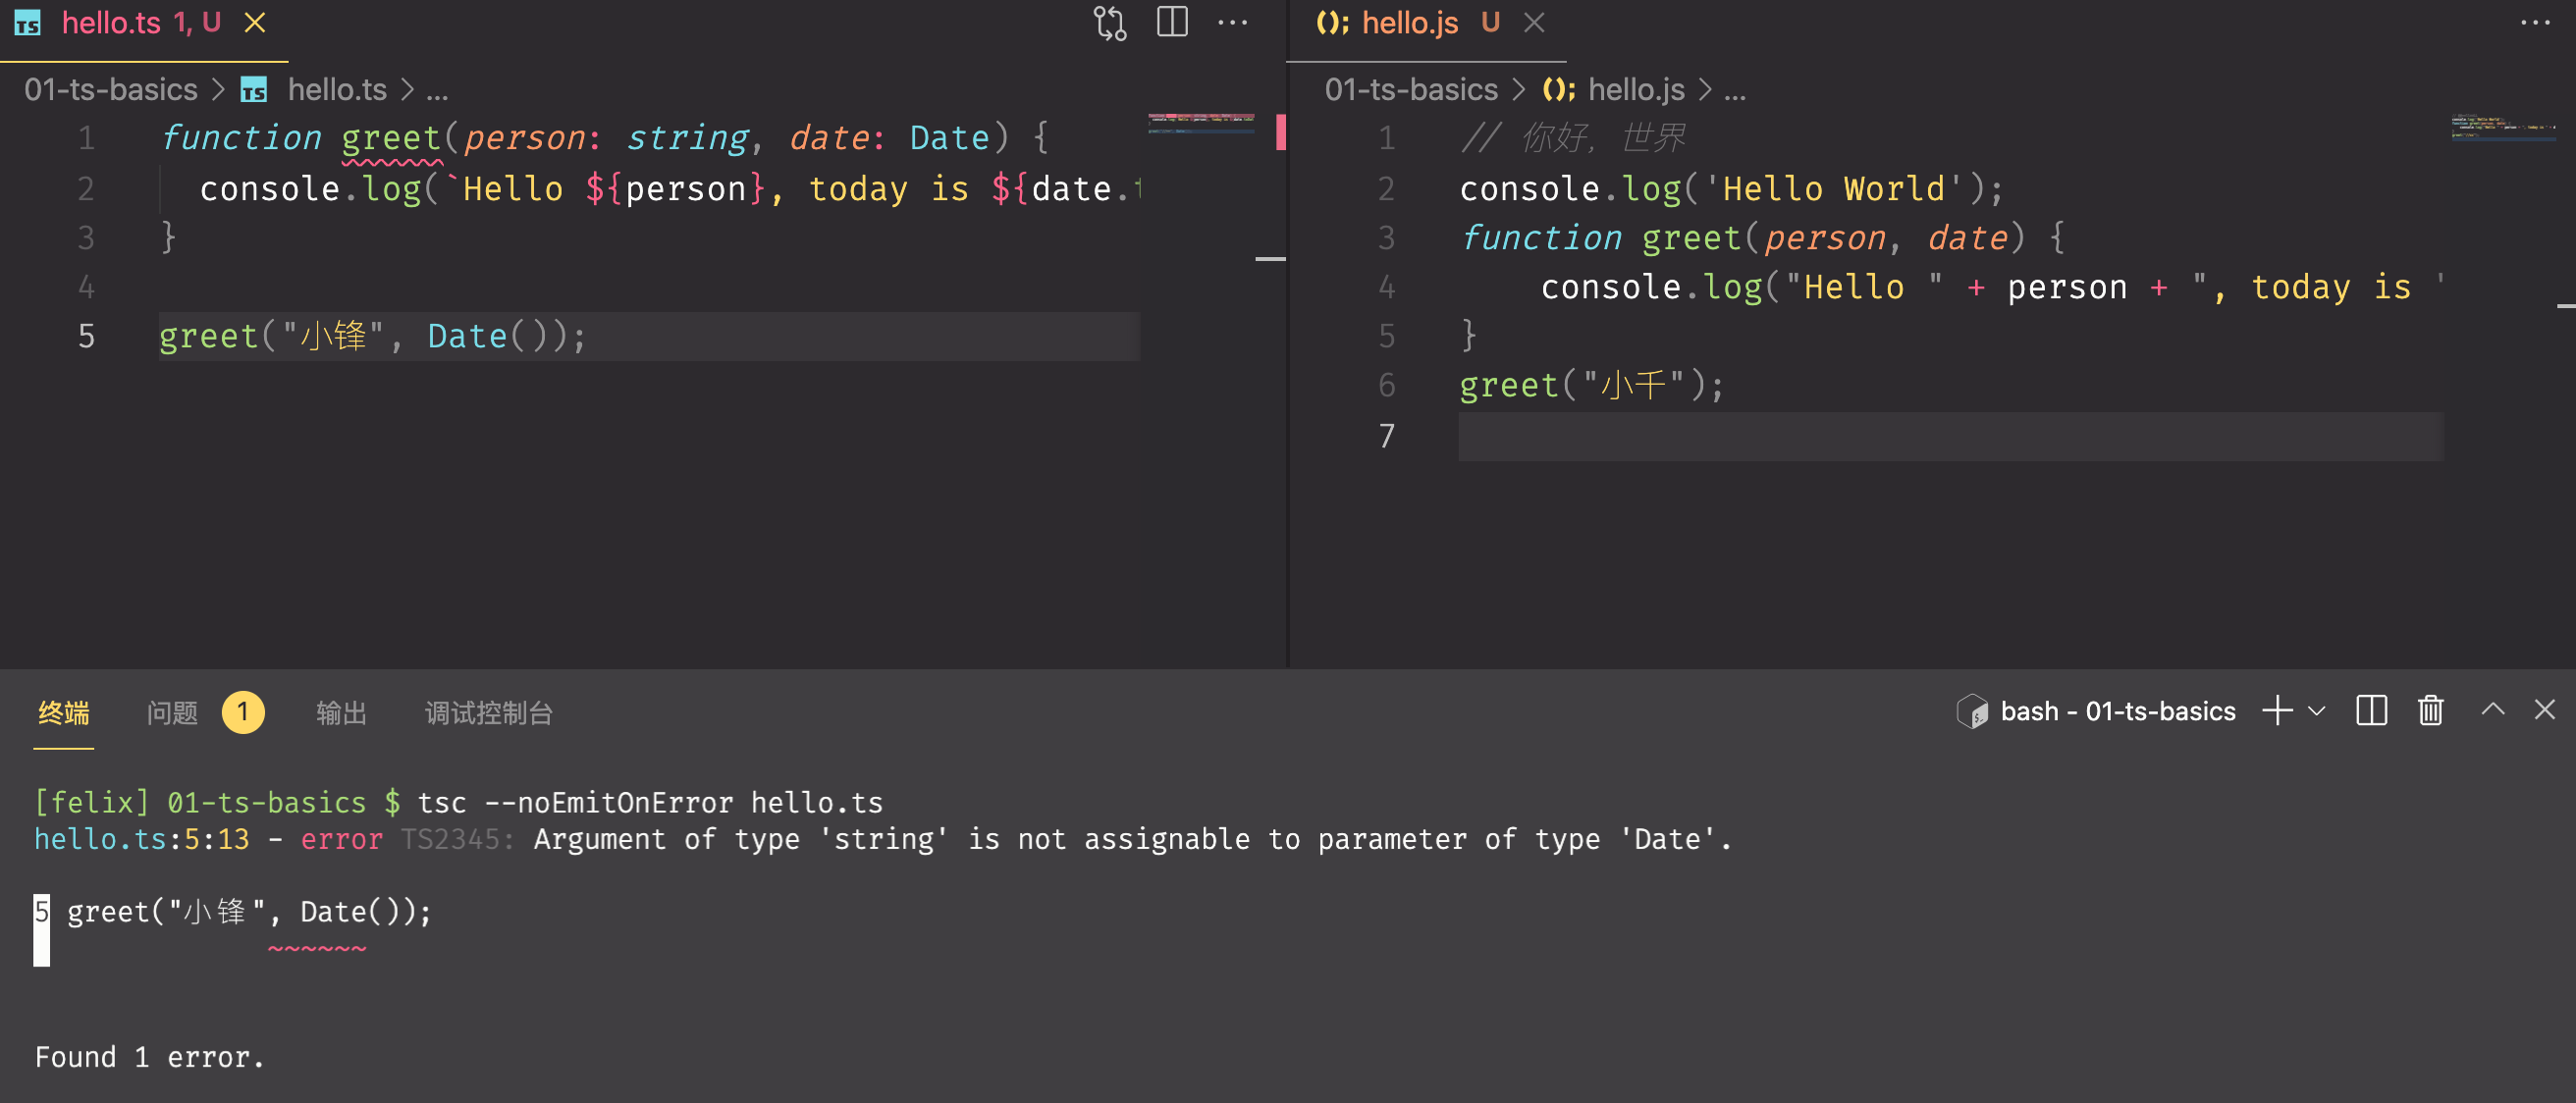 TS hello.ts 1, U
01-ts-basics > TS hello.ts > ...
1 function greet(person: string, date: Date) {
2 console.log(`Hello ${person}, today is ${date.
3 }
4
5 greet("小锋", Date());
hello.js U
01-ts-basics > hello.js > ...
1 // 你好，世界
2 console.log('Hello World');
3 function greet(person, date) {
4 console.log("Hello " + person + ", today is "
5 }
6 greet("小千");
7
终端 问题 1 输出 调试控制台
bash - 01-ts-basics
[felix] 01-ts-basics $ tsc --noEmitOnError hello.ts
hello.ts:5:13 - error TS2345: Argument of type 'string' is not assignable to parameter of type 'Date'.
5 greet("小锋", Date());
~~~~~~
Found 1 error.